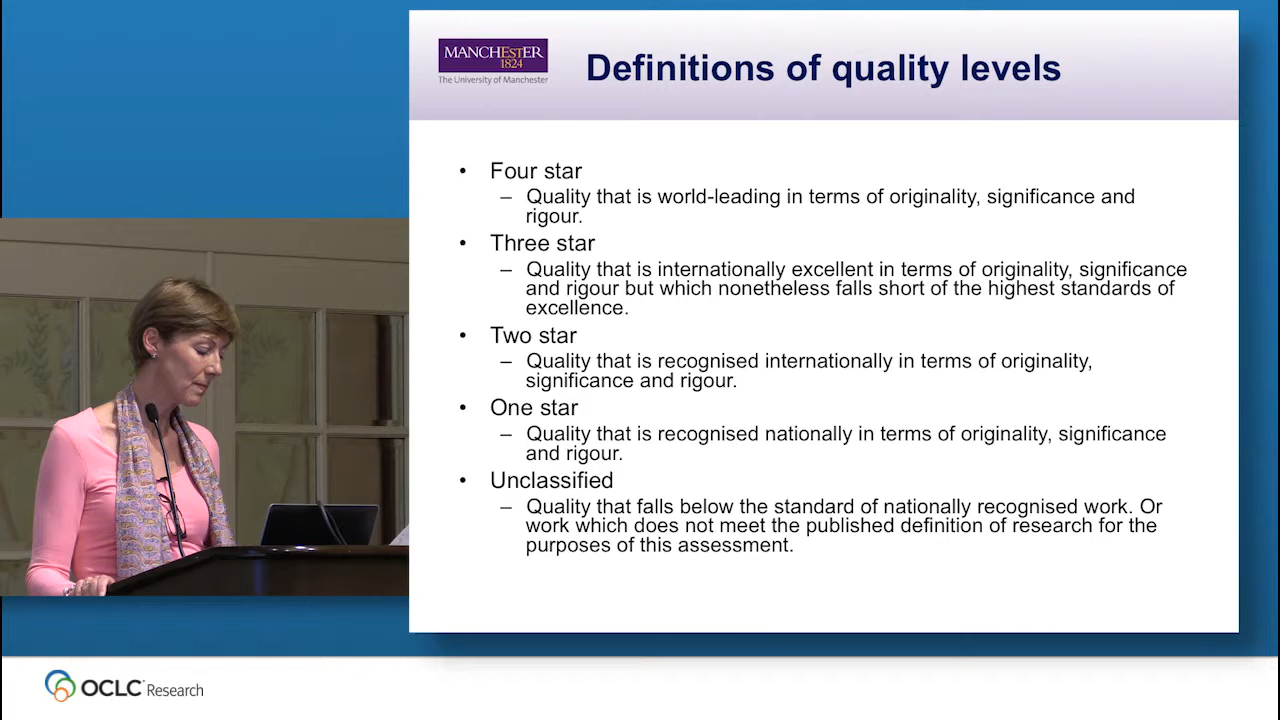 MANCHESTER
1824
The University of Manchester
Definitions of quality levels
• Four star
– Quality that is world-leading in terms of originality, significance and
rigour.
• Three star
– Quality that is internationally excellent in terms of originality, significance
and rigour but which nonetheless falls short of the highest standards of
excellence.
• Two star
– Quality that is recognised internationally in terms of originality,
significance and rigour.
• One star
– Quality that is recognised nationally in terms of originality, significance
and rigour.
• Unclassified
– Quality that falls below the standard of nationally recognised work. Or
work which does not meet the published definition of research for the
purposes of this assessment.
OCLC Research